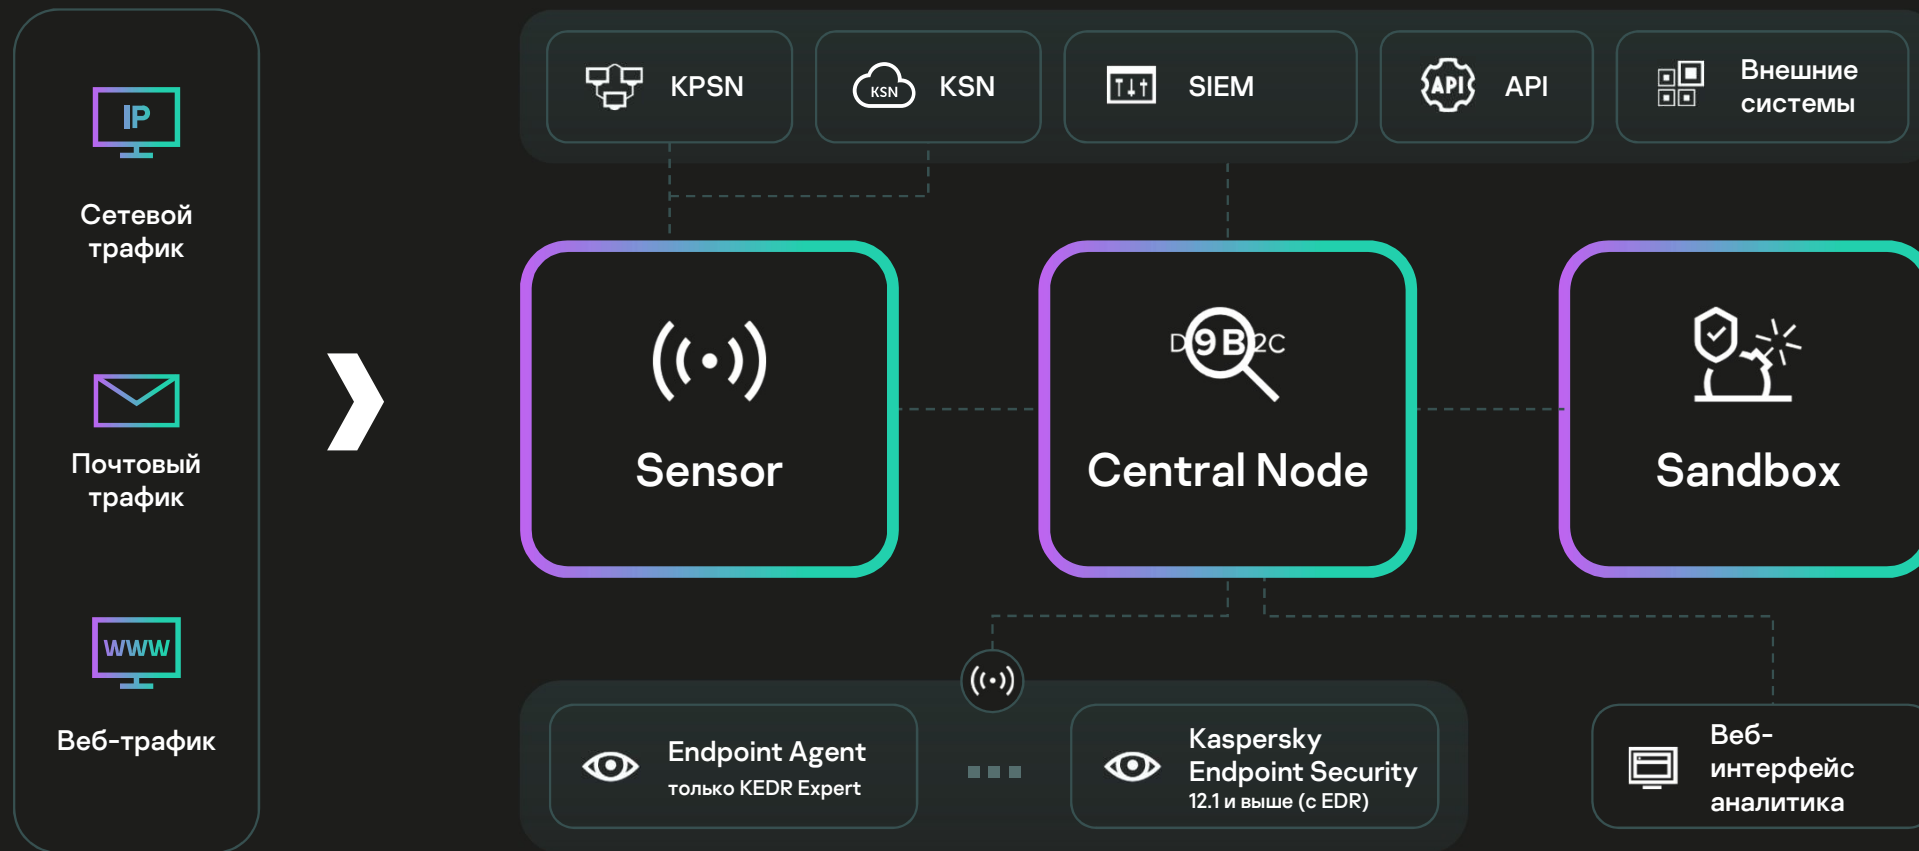 IP
Сетевой
трафик
Почтовый
трафик
WWW
Веб-трафик
KPSN
KSN
KSN
SIEM
API
API
Внешние
системы
Sensor
D9B2C
Central Node
Sandbox
Endpoint Agent
только KEDR Expert
Kaspersky
Endpoint Security
12.1 и выше (с EDR)
Веб-
интерфейс
аналитика